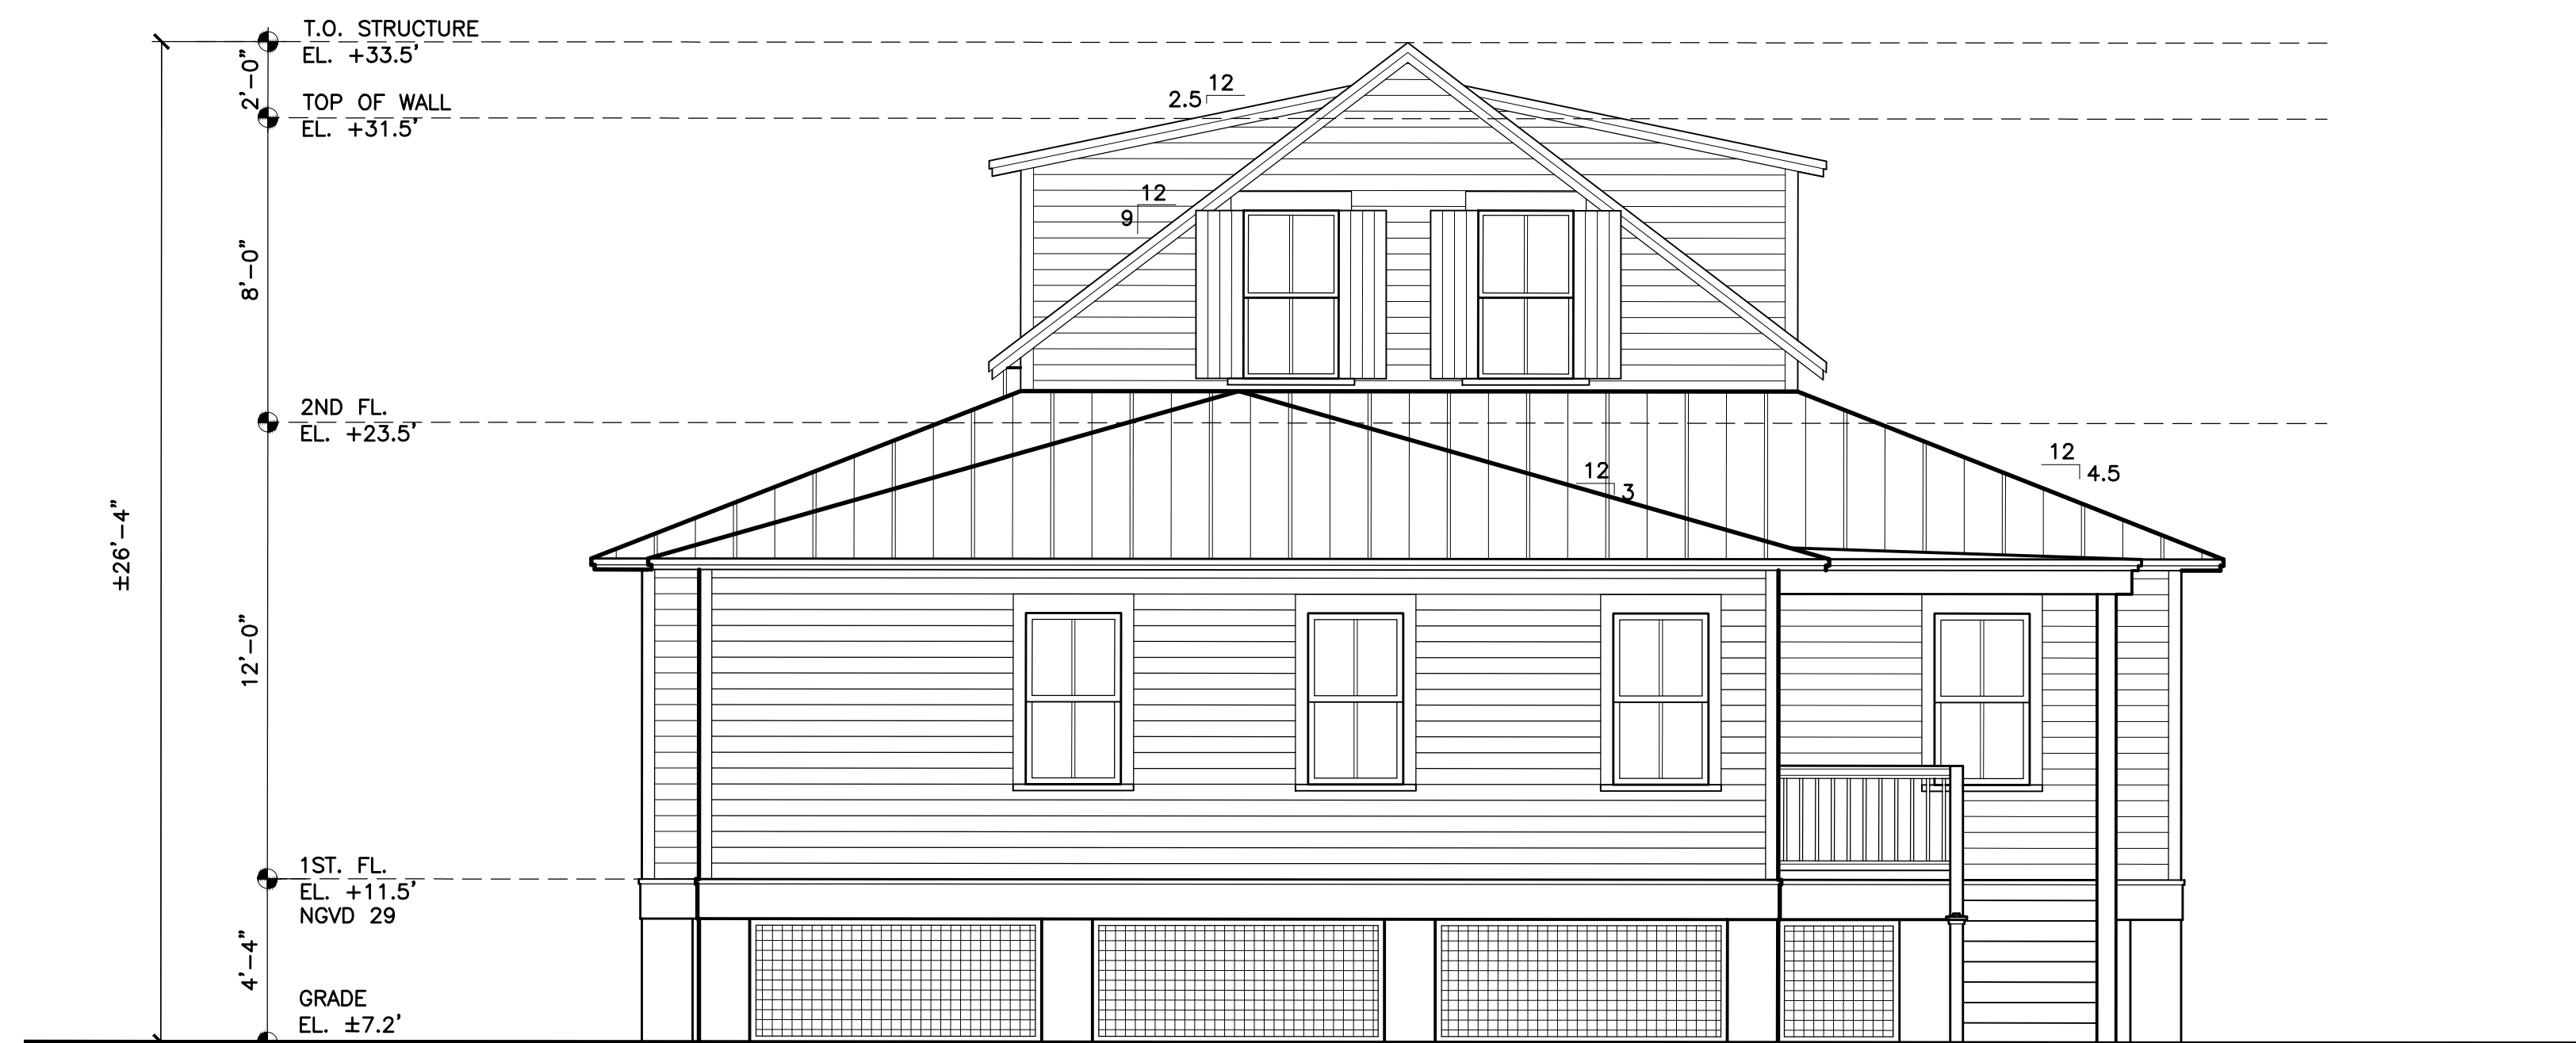 T.O. STRUCTURE
EL. +33.5'
2'-0"
12
2.5
TOP OF WALL
EL. +31.5'
12
9
8'-0"
2ND FL.
EL. +23.5'
12
4.5
12
3
±26'-4"
12'-0"
1ST. FL.
EL. +11.5'
NGVD 29
4'-4"
GRADE
EL. ±7.2'